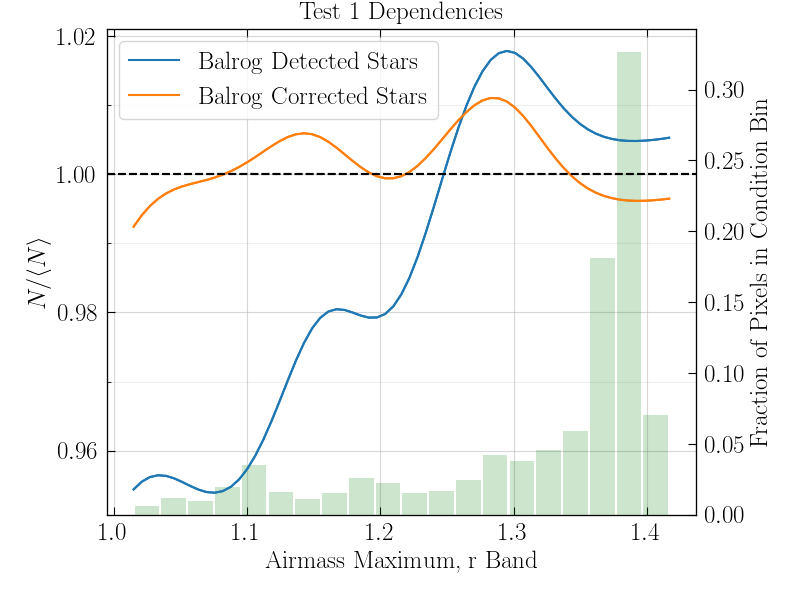 Test 1 Dependencies
Balrog Detected Stars
Balrog Corrected Stars
1.02
1.00
0.98
0.96
N/⟨N⟩
0.30
0.25
0.20
0.15
0.10
0.05
0.00
Fraction of Pixels in Condition Bin
1.0 1.1 1.2 1.3 1.4
Airmass Maximum, r Band